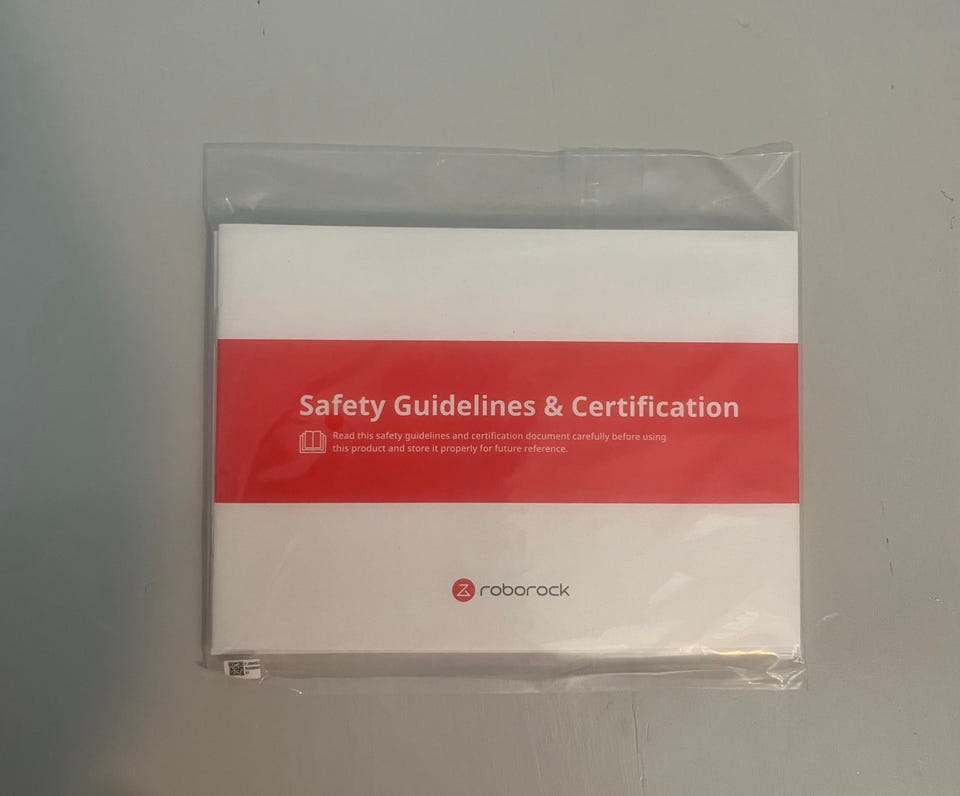 Safety Guidelines & Certification
Read this safety guidelines and certification document carefully before using
this product and store it properly for future reference.
roborock